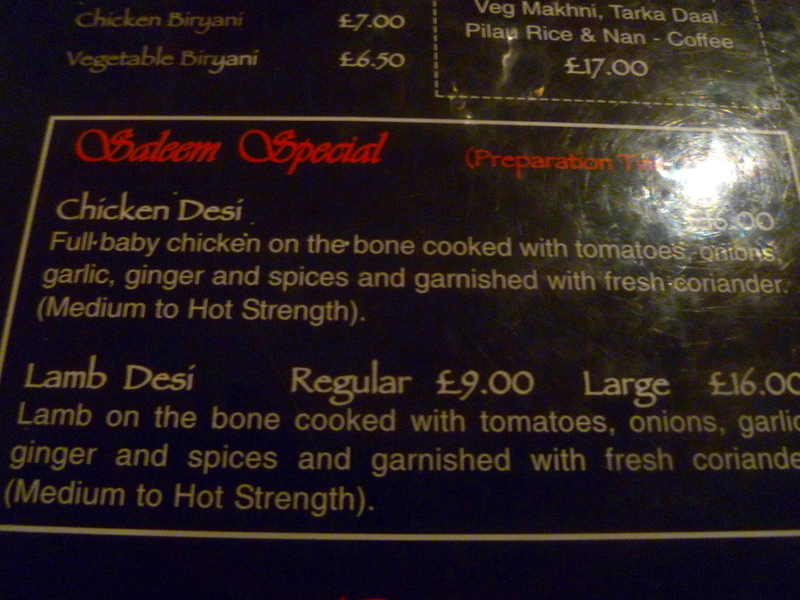 Chicken Biryani £7.00
Vegetable Biryani £6.50
Veg Makhni, Tarka Daal
Pilau Rice & Nan - Coffee
£17.00
Saleem Special (Preparation
Chicken Desi
Full baby chicken on the bone cooked with tomatoes, onions,
garlic, ginger and spices and garnished with fresh coriander.
(Medium to Hot Strength).
Lamb Desi Regular £9.00 Large £16.00
Lamb on the bone cooked with tomatoes, onions, garlic
ginger and spices and garnished with fresh coriande
(Medium to Hot Strength).